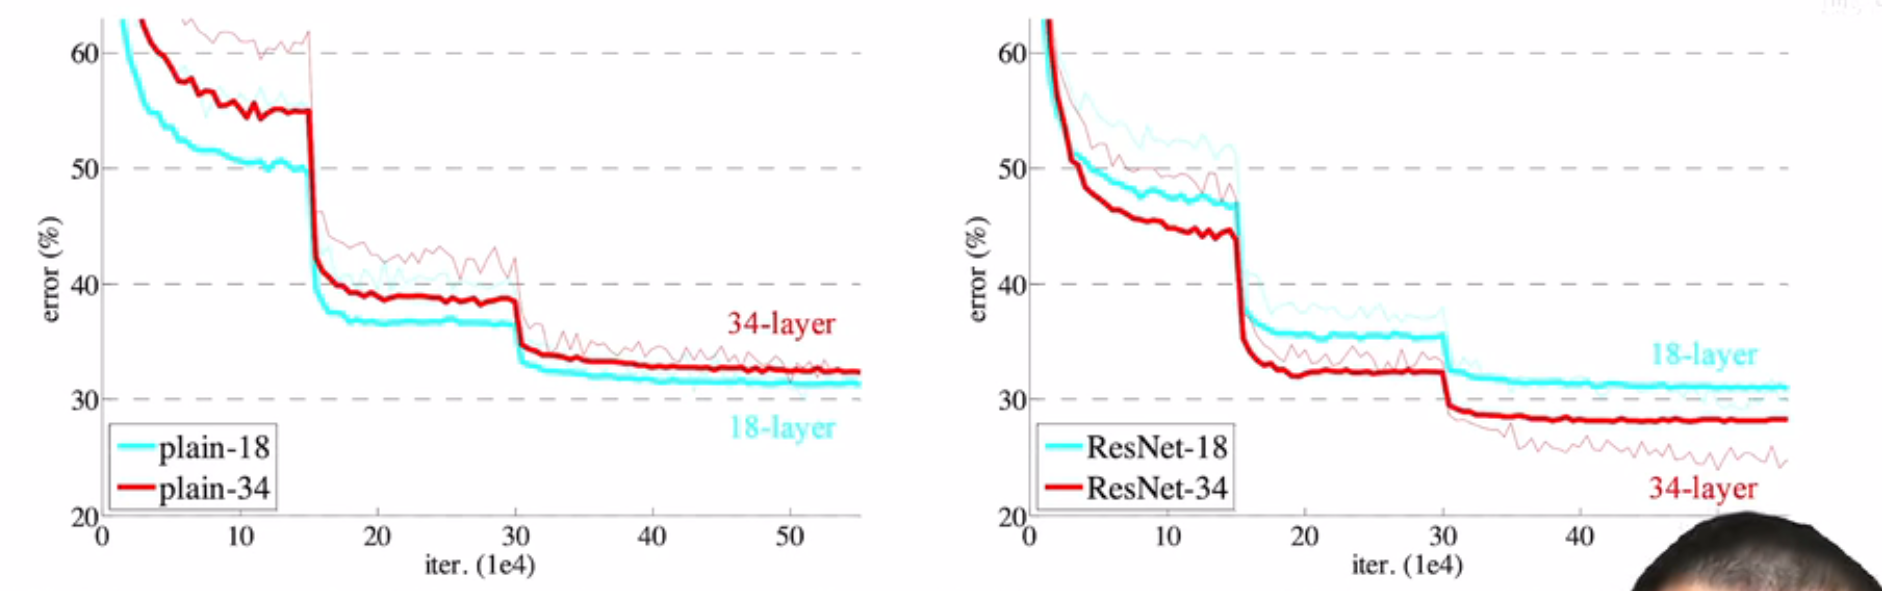 60
50
40
30
20
error (%)
34-layer
18-layer
plain-18
plain-34
0 10 20 30 40 50
iter. (1e4)
60
50
40
30
20
error (%)
18-layer
34-layer
ResNet-18
ResNet-34
0 10 20 30 40
iter. (1e4)